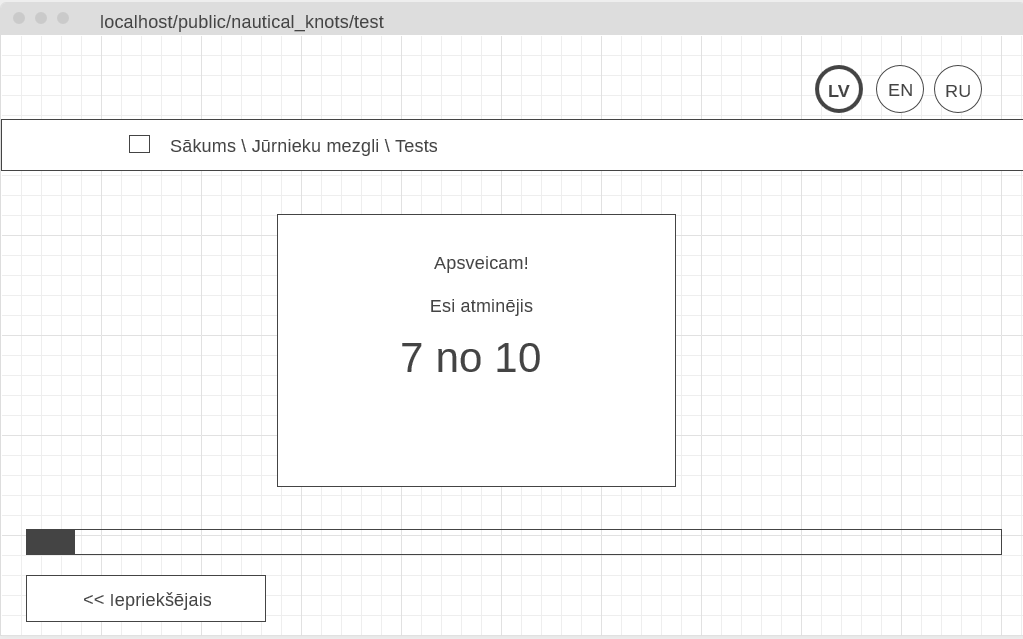 localhost/public/nautical_knots/test
LV EN RU
Sākums \ Jūrnieku mezgli \ Tests
Apsveicam!
Esi atminējis
7 no 10
<< Iepriekšējais